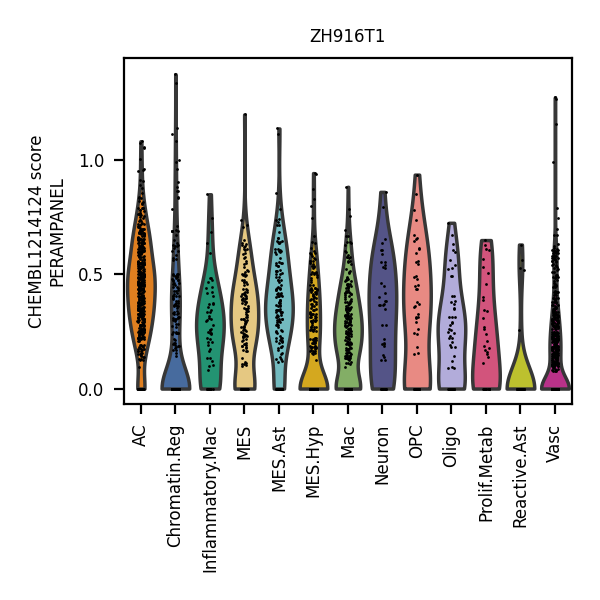 ZH916T1
CHEMBL1214124 score
PERAMPANEL
1.0
0.5
0.0
AC
Chromatin.Reg
Inflammatory.Mac
MES
MES.Ast
MES.Hyp
Mac
Neuron
OPC
Oligo
Prolif.Metab
Reactive.Ast
Vasc